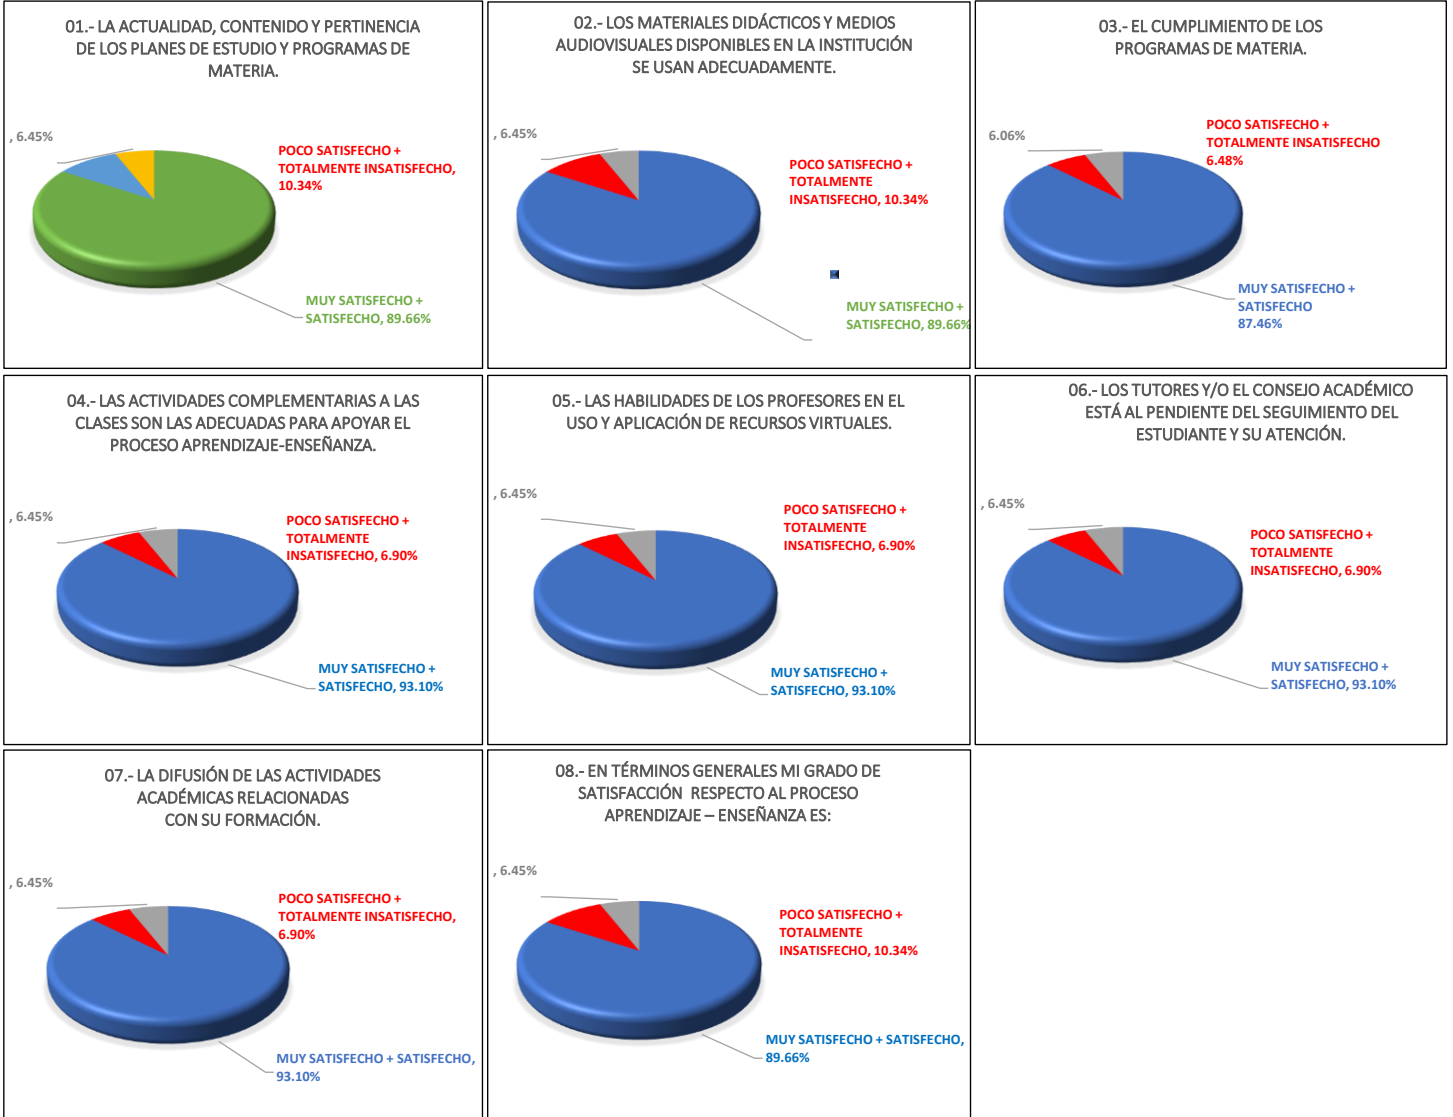 01.- LA ACTUALIDAD, CONTENIDO Y PERTINENCIA
DE LOS PLANES DE ESTUDIO Y PROGRAMAS DE
MATERIA.
, 6.45%
POCO SATISFECHO +
TOTALMENTE INSATISFECHO,
10.34%
MUY SATISFECHO +
SATISFECHO, 89.66%
02.- LOS MATERIALES DIDÁCTICOS Y MEDIOS
AUDIOVISUALES DISPONIBLES EN LA INSTITUCIÓN
SE USAN ADECUADAMENTE.
, 6.45%
POCO SATISFECHO +
TOTALMENTE
INSATISFECHO, 10.34%
MUY SATISFECHO +
SATISFECHO, 89.66%
03.- EL CUMPLIMIENTO DE LOS
PROGRAMAS DE MATERIA.
6.06%
POCO SATISFECHO +
TOTALMENTE INSATISFECHO
6.48%
MUY SATISFECHO +
SATISFECHO
87.46%
04.- LAS ACTIVIDADES COMPLEMENTARIAS A LAS
CLASES SON LAS ADECUADAS PARA APOYAR EL
PROCESO APRENDIZAJE-ENSEÑANZA.
, 6.45%
POCO SATISFECHO +
TOTALMENTE
INSATISFECHO, 6.90%
MUY SATISFECHO +
SATISFECHO, 93.10%
05.- LAS HABILIDADES DE LOS PROFESORES EN EL
USO Y APLICACIÓN DE RECURSOS VIRTUALES.
, 6.45%
POCO SATISFECHO +
TOTALMENTE
INSATISFECHO, 6.90%
MUY SATISFECHO +
SATISFECHO, 93.10%
06.- LOS TUTORES Y/O EL CONSEJO ACADÉMICO
ESTÁ AL PENDIENTE DEL SEGUIMIENTO DEL
ESTUDIANTE Y SU ATENCIÓN.
, 6.45%
POCO SATISFECHO +
TOTALMENTE
INSATISFECHO, 6.90%
MUY SATISFECHO +
SATISFECHO, 93.10%
07.- LA DIFUSIÓN DE LAS ACTIVIDADES
ACADÉMICAS RELACIONADAS
CON SU FORMACIÓN.
, 6.45%
POCO SATISFECHO +
TOTALMENTE INSATISFECHO,
6.90%
MUY SATISFECHO + SATISFECHO,
93.10%
08.- EN TÉRMINOS GENERALES MI GRADO DE
SATISFACCIÓN  RESPECTO AL PROCESO
APRENDIZAJE – ENSEÑANZA ES:
, 6.45%
POCO SATISFECHO +
TOTALMENTE
INSATISFECHO, 10.34%
MUY SATISFECHO + SATISFECHO,
89.66%